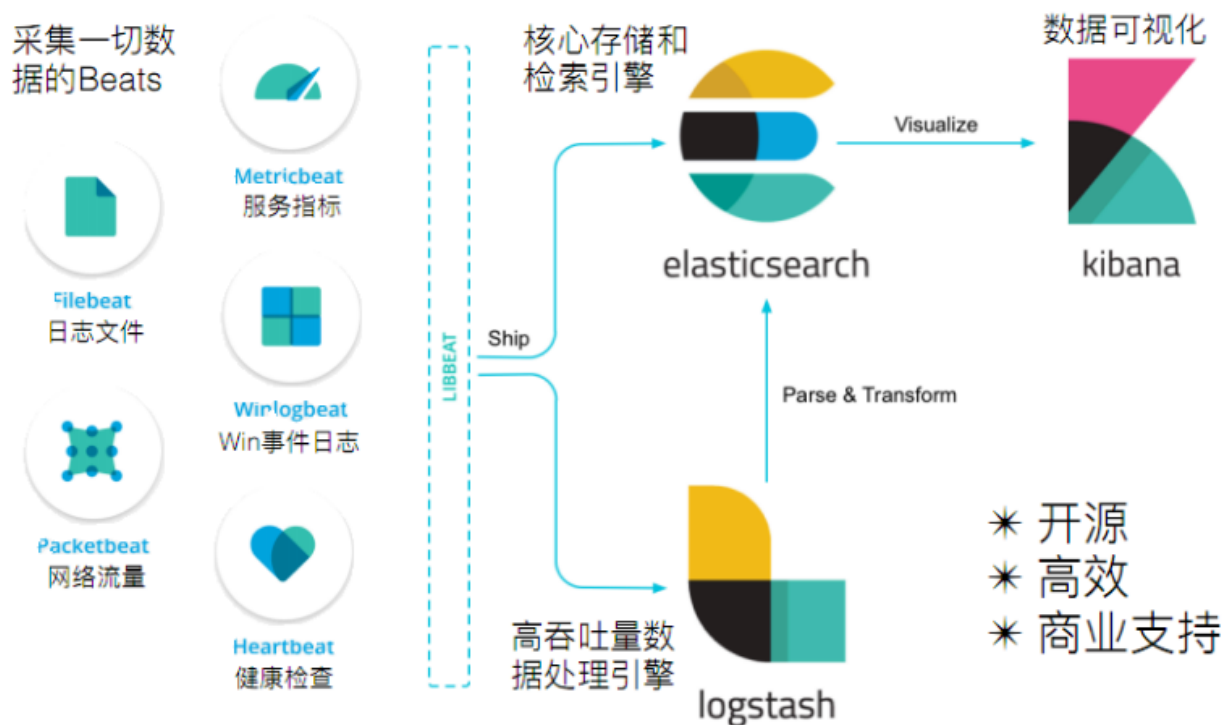 采集一切数
据的Beats
Metricbeat
服务指标
Filebeat
日志文件
Winlogbeat
Win事件日志
Packetbeat
网络流量
Heartbeat
健康检查
LIBBEAT
Ship
核心存储和
检索引擎
elasticsearch
Visualize
数据可视化
kibana
Parse & Transform
高吞吐量数
据处理引擎
logstash
✴ 开源
✴ 高效
✴ 商业支持